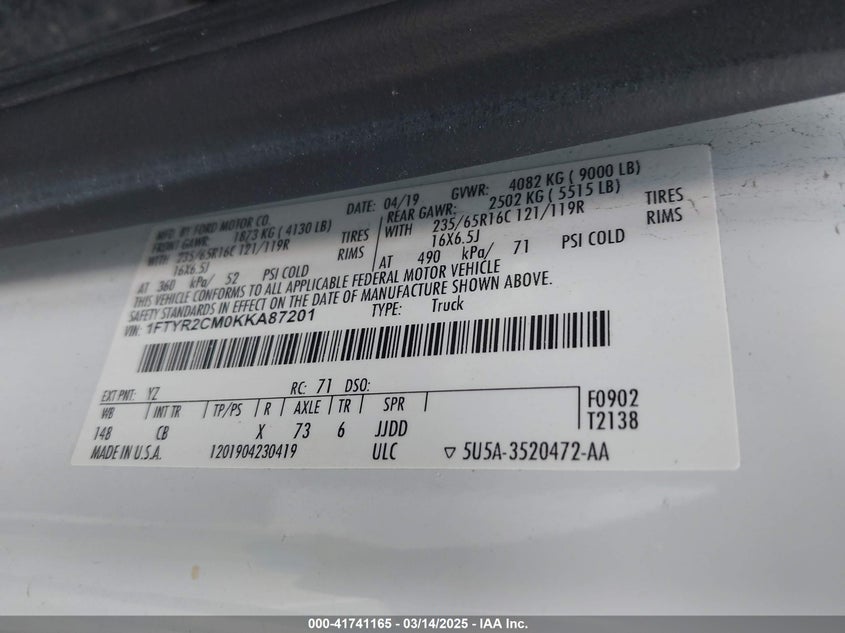 MFD. BY FORD MOTOR CO.
DATE: 04/19 GVWR: 4082 KG ( 9000 LB)
FRONT GAWR: 1873 KG ( 4130 LB)
REAR GAWR: 2502 KG ( 5515 LB)
WITH 235/65R16C 121/119R TIRES
WITH 235/65R16C 121/119R TIRES
16X6.5J RIMS
16X6.5J RIMS
AT 360 kPa/ 52 PSI COLD
AT 490 kPa/ 71 PSI COLD
THIS VEHICLE CONFORMS TO ALL APPLICABLE FEDERAL MOTOR VEHICLE
SAFETY STANDARDS IN EFFECT ON THE DATE OF MANUFACTURE SHOWN ABOVE.
VIN: 1FTYR2CM0KKA87201 TYPE: Truck
EXT PNT: YZ RC: 71 DSO:
WB INT TR TP/PS R AXLE TR SPR
148 CB X 73 6 JJDD
F0902
T2138
MADE IN U.S.A. 1201904230419 ULC ▽ 5U5A-3520472-AA
000-41741165 - 03/14/2025 - IAA Inc.